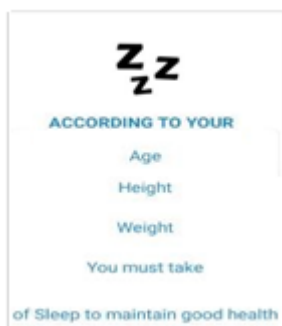 z z
z
ACCORDING TO YOUR
Age
Height
Weight
You must take
of Sleep to maintain good health